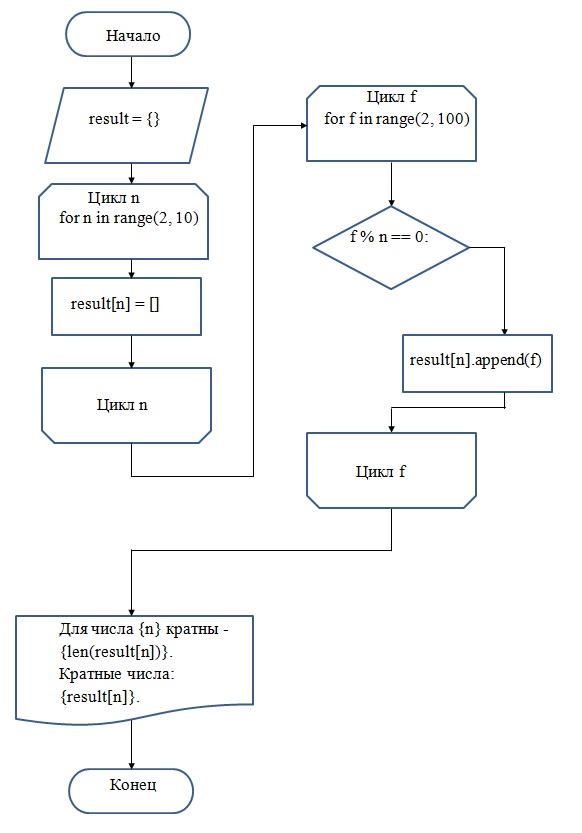 Начало
result = {}
Цикл n
for n in range(2, 10)
result[n] = []
Цикл n
Цикл f
for f in range(2, 100)
f % n == 0:
result[n].append(f)
Цикл f
Для числа {n} кратны -
{len(result[n])}.
Кратные числа:
{result[n]}.
Конец